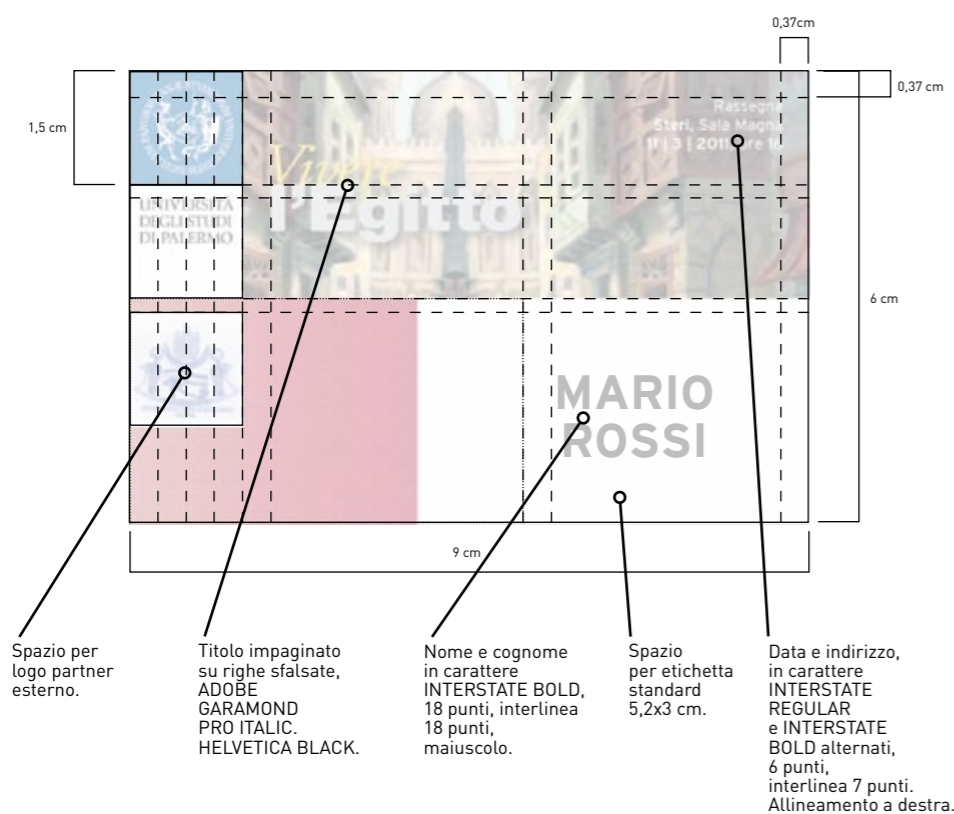 0,37cm
0,37 cm
1,5 cm
Rassegna
Steri, Sala Magna
11 | 3 | 2011 ore 16
Vivere
l'Egitto
UNIVERSITÀ
DEGLI STUDI
DI PALERMO
6 cm
MARIO
ROSSI
9 cm
Spazio per
logo partner
esterno.
Titolo impaginato
su righe sfalsate,
ADOBE
GARAMOND
PRO ITALIC.
HELVETICA BLACK.
Nome e cognome
in carattere
INTERSTATE BOLD,
18 punti, interlinea
18 punti,
maiuscolo.
Spazio
per etichetta
standard
5,2x3 cm.
Data e indirizzo,
in carattere
INTERSTATE
REGULAR
e INTERSTATE
BOLD alternati,
6 punti,
interlinea 7 punti.
Allineamento a destra.